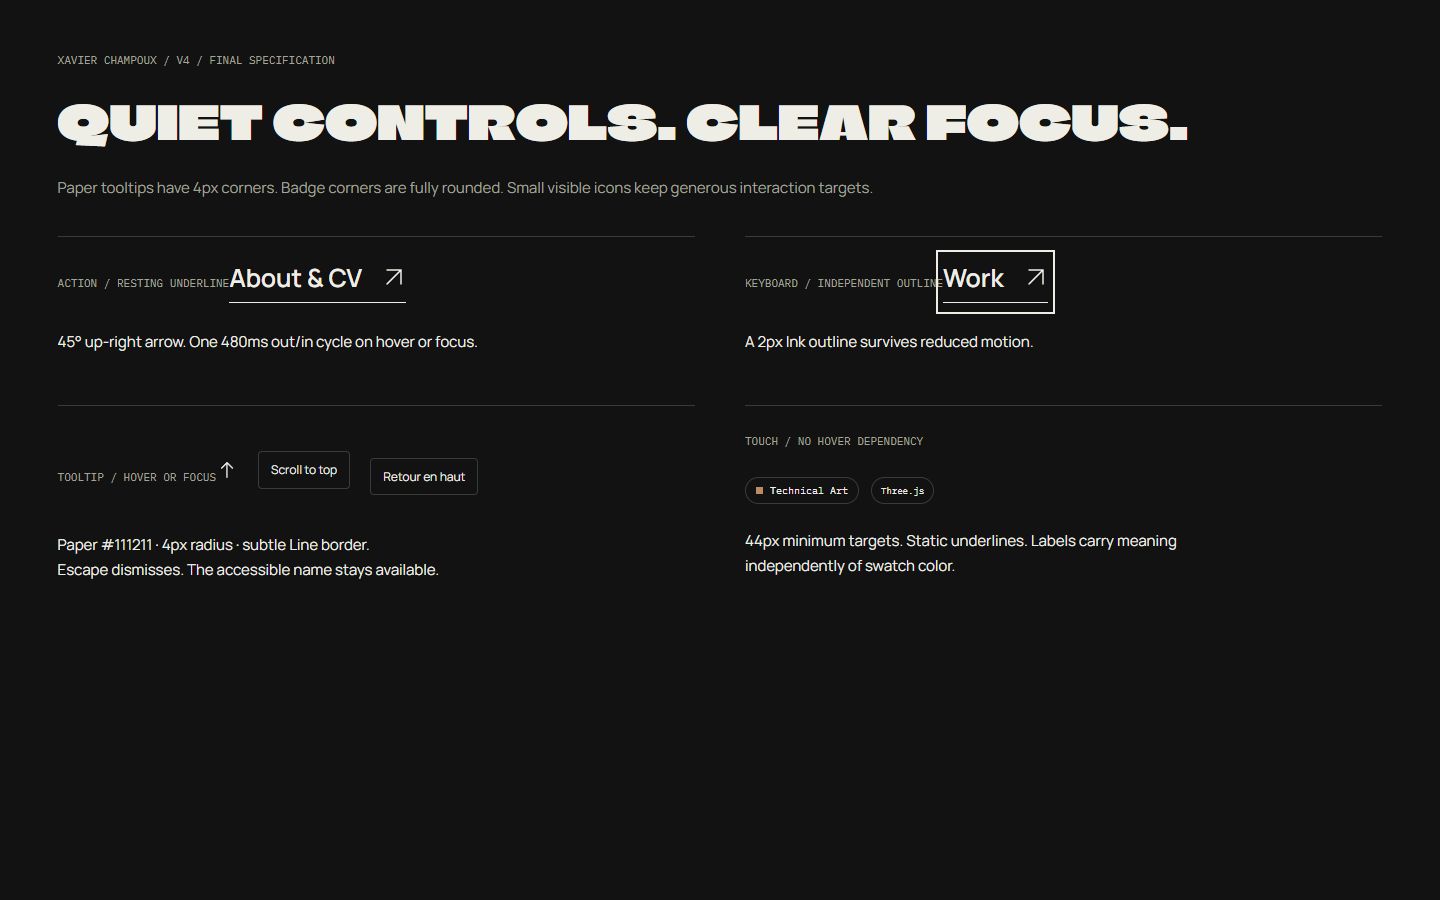 XAVIER CHAMPOUX / V4 / FINAL SPECIFICATION
QUIET CONTROLS. CLEAR FOCUS.
Paper tooltips have 4px corners. Badge corners are fully rounded. Small visible icons keep generous interaction targets.
ACTION / RESTING UNDERLINE About & CV
45° up-right arrow. One 480ms out/in cycle on hover or focus.
KEYBOARD / INDEPENDENT OUTLINE Work
A 2px Ink outline survives reduced motion.
TOOLTIP / HOVER OR FOCUS Scroll to top Retour en haut
Paper #111211 · 4px radius · subtle Line border.
Escape dismisses. The accessible name stays available.
TOUCH / NO HOVER DEPENDENCY
Technical Art Three.js
44px minimum targets. Static underlines. Labels carry meaning
independently of swatch color.